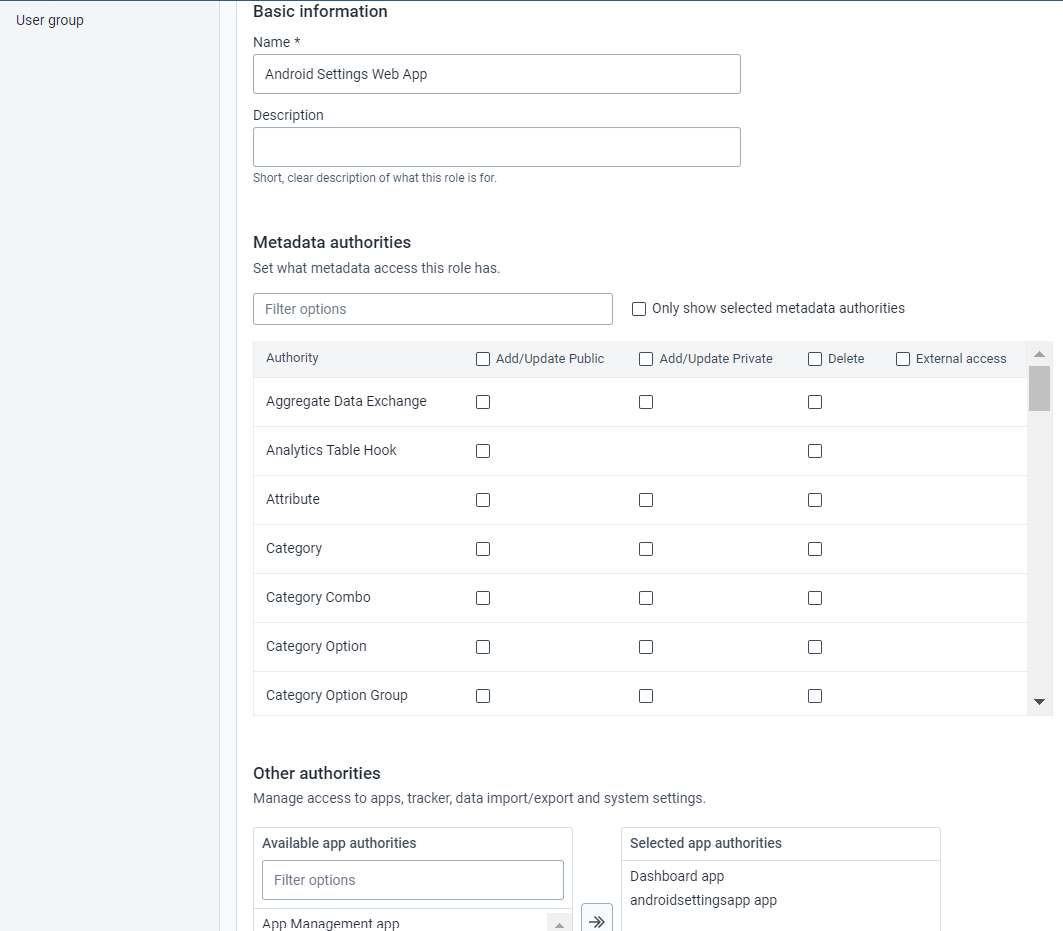 User group
Basic information
Name *
Android Settings Web App
Description
Short, clear description of what this role is for.
Metadata authorities
Set what metadata access this role has.
Filter options
Only show selected metadata authorities
Authority Add/Update Public Add/Update Private Delete External access
Aggregate Data Exchange
Analytics Table Hook
Attribute
Category
Category Combo
Category Option
Category Option Group
Other authorities
Manage access to apps, tracker, data import/export and system settings.
Available app authorities
Filter options
App Management app
Selected app authorities
Dashboard app
androidsettingsapp app